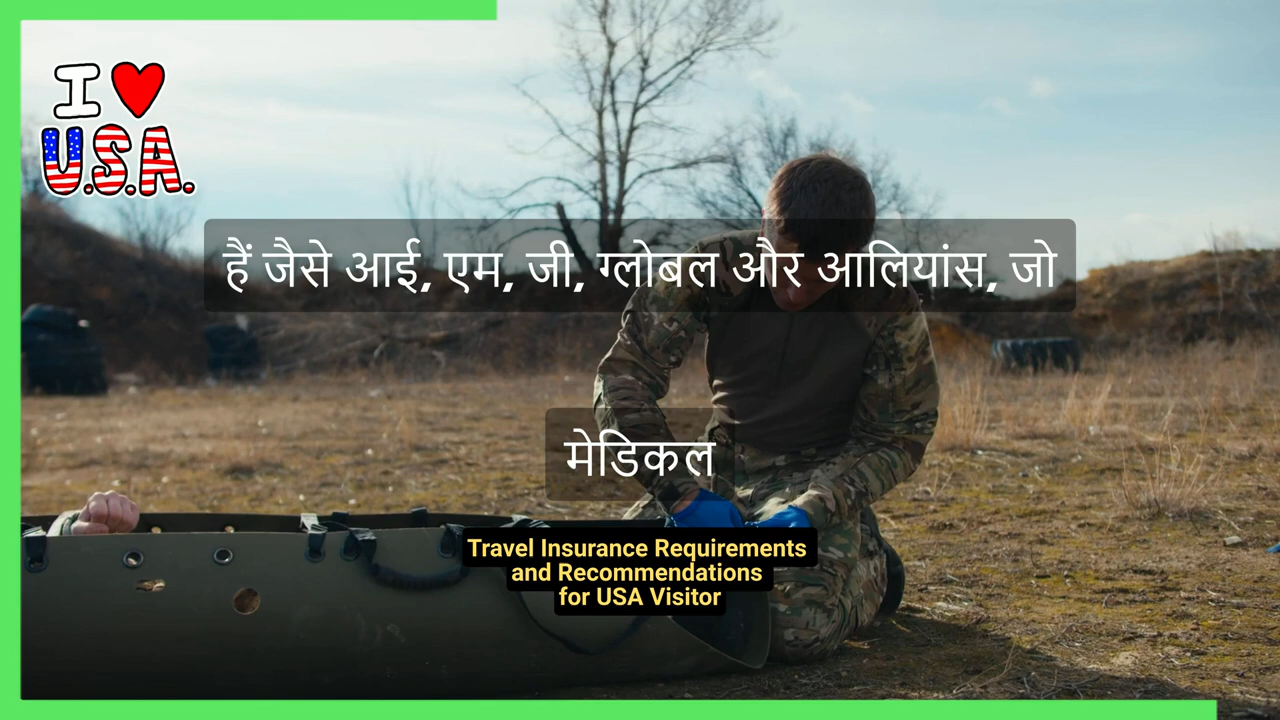 I ❤ U.S.A.
हैं जैसे आई, एम, जी, ग्लोबल और आलियांस, जो
मेडिकल
Travel Insurance Requirements
and Recommendations
for USA Visitor